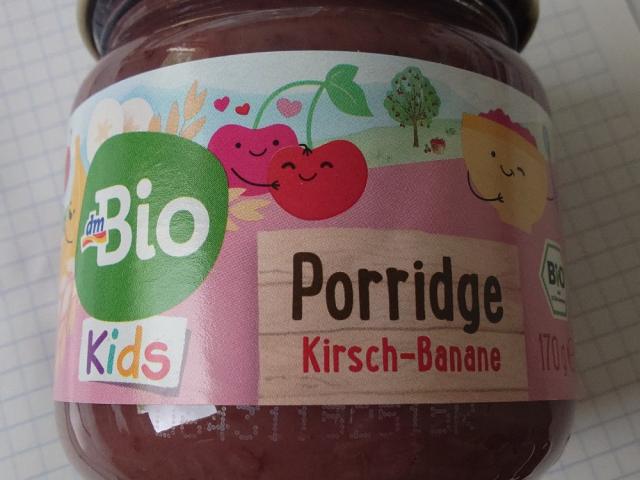 dm
Bio
Kids
Porridge
Kirsch-Banane
BIO
170 g